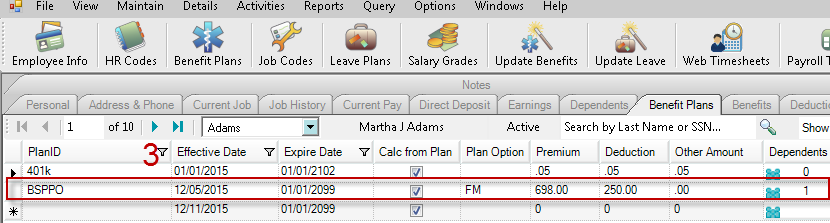 File View Maintain Details Activities Reports Query Options Windows Help
Employee Info HR Codes Benefit Plans Job Codes Leave Plans Salary Grades Update Benefits Update Leave Web Timesheets Payroll T
Notes
Personal Address & Phone Current Job Job History Current Pay Direct Deposit Earnings Dependents Benefit Plans Benefits Deductio
1 of 10 Adams Martha J Adams Active Search by Last Name or SSN... Show
PlanID 3 Effective Date Expire Date Calc from Plan Plan Option Premium Deduction Other Amount Dependents
401k 01/01/2015 01/01/2102 .05 .05 .05 0
BSPPO 12/05/2015 01/01/2099 FM 698.00 250.00 .00 1
12/11/2015 01/01/2099 0 0 0